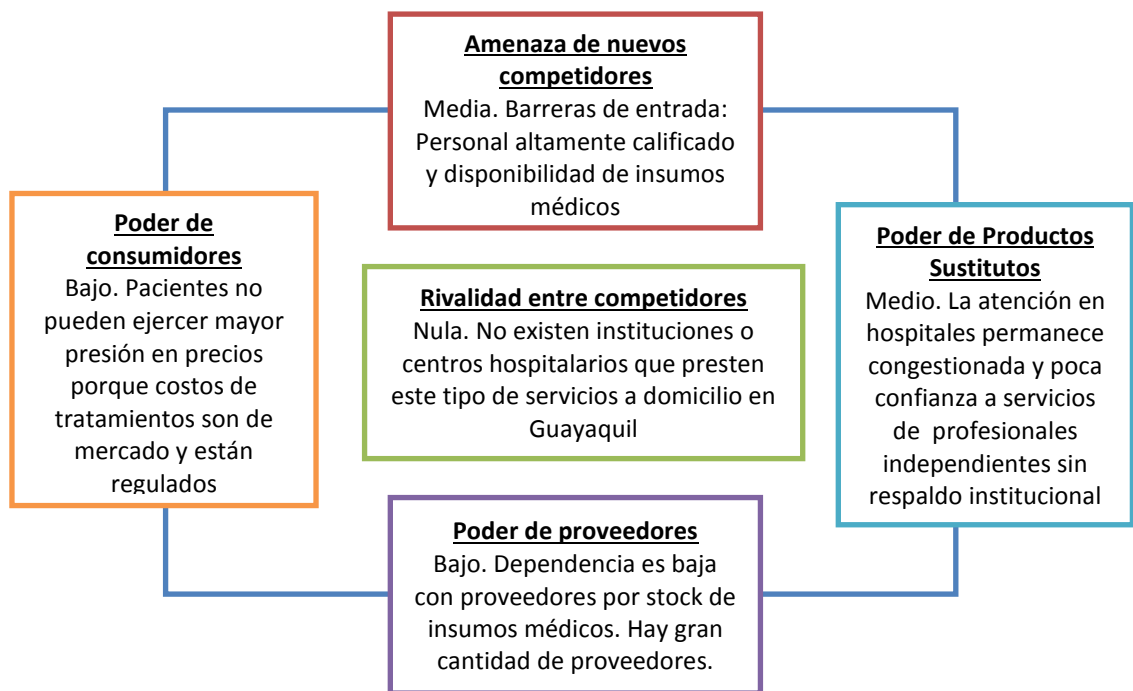 Amenaza de nuevos
competidores
Media. Barreras de entrada:
Personal altamente calificado
y disponibilidad de insumos
médicos
Poder de
consumidores
Bajo. Pacientes no
pueden ejercer mayor
presión en precios
porque costos de
tratamientos son de
mercado y están
regulados
Rivalidad entre competidores
Nula. No existen instituciones o
centros hospitalarios que presten
este tipo de servicios a domicilio en
Guayaquil
Poder de Productos
Sustitutos
Medio. La atención en
hospitales permanece
congestionada y poca
confianza a servicios
de profesionales
independientes sin
respaldo institucional
Poder de proveedores
Bajo. Dependencia es baja
con proveedores por stock de
insumos médicos. Hay gran
cantidad de proveedores.